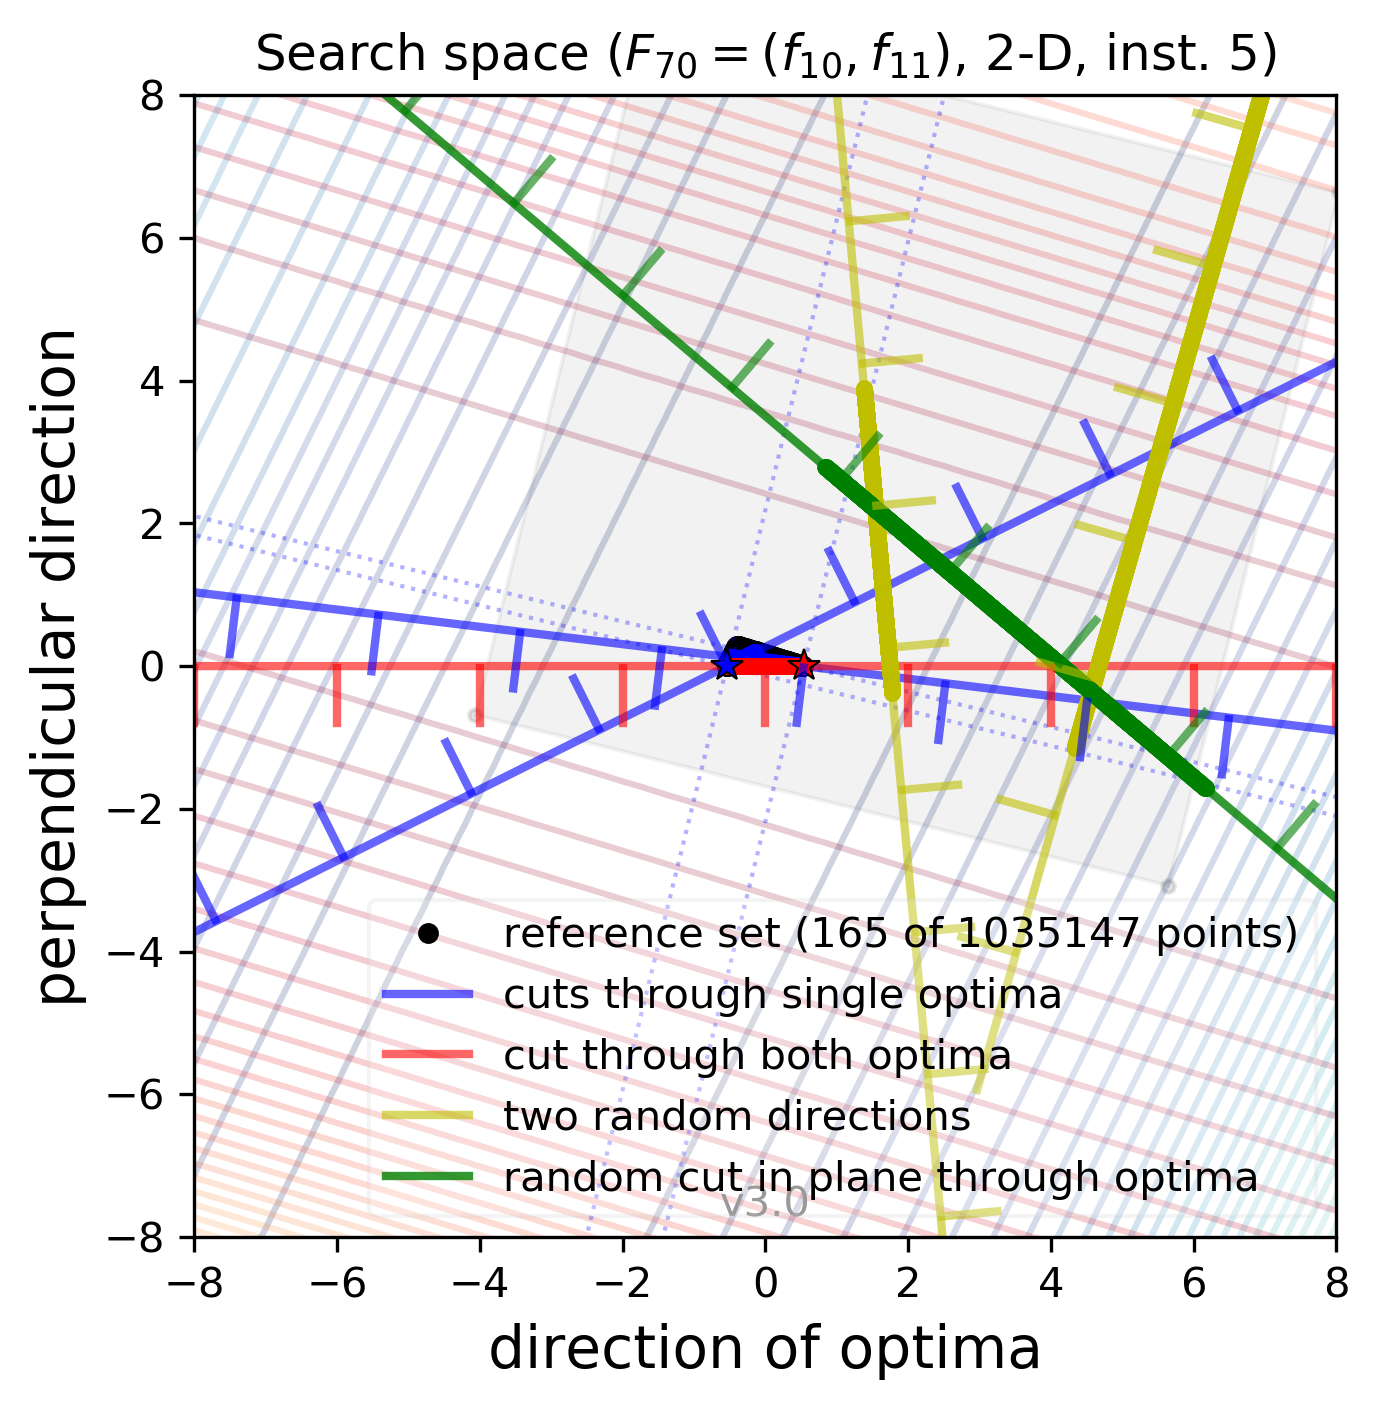 Search space (F₇₀ = (f₁₀, f₁₁), 2-D, inst. 5)
8
6
4
2
0
−2
−4
−6
−8
perpendicular direction
reference set (165 of 1035147 points)
cuts through single optima
cut through both optima
two random directions
random cut in plane through optima
v3.0
−8 −6 −4 −2 0 2 4 6 8
direction of optima